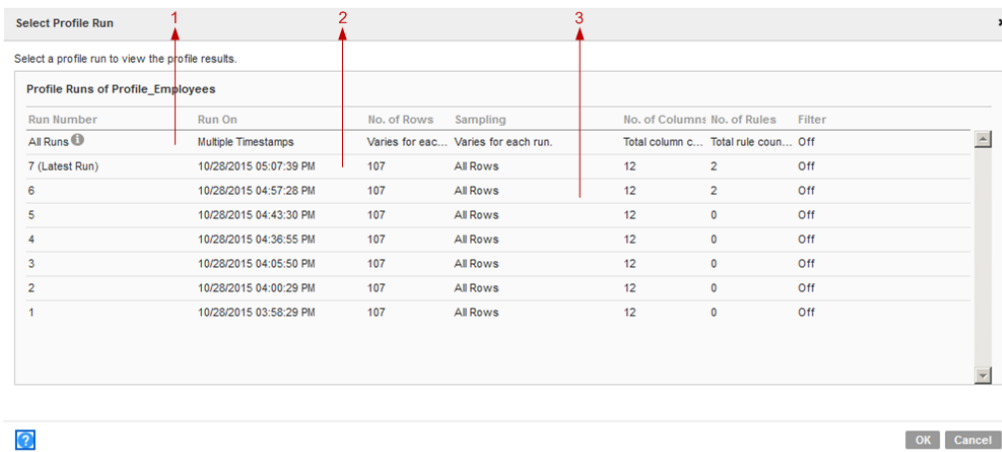 Select Profile Run 1 2 3
Select a profile run to view the profile results.
Profile Runs of Profile_Employees
Run Number Run On No. of Rows Sampling No. of Columns No. of Rules Filter
All Runs Multiple Timestamps Varies for eac... Varies for each run. Total column c... Total rule coun... Off
7 (Latest Run) 10/28/2015 05:07:39 PM 107 All Rows 12 2 Off
6 10/28/2015 04:57:28 PM 107 All Rows 12 2 Off
5 10/28/2015 04:43:30 PM 107 All Rows 12 0 Off
4 10/28/2015 04:36:55 PM 107 All Rows 12 0 Off
3 10/28/2015 04:05:50 PM 107 All Rows 12 0 Off
2 10/28/2015 04:00:29 PM 107 All Rows 12 0 Off
1 10/28/2015 03:58:29 PM 107 All Rows 12 0 Off
? OK Cancel